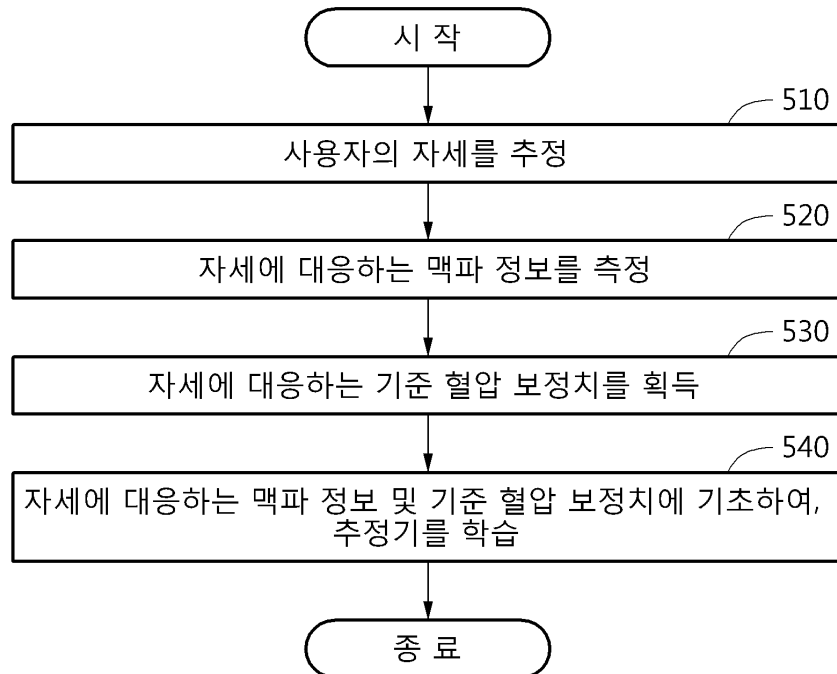 시 작
510
사용자의 자세를 추정
520
자세에 대응하는 맥파 정보를 측정
530
자세에 대응하는 기준 혈압 보정치를 획득
540
자세에 대응하는 맥파 정보 및 기준 혈압 보정치에 기초하여,
추정기를 학습
종 료